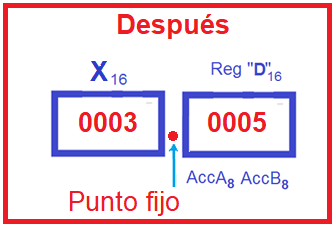 Después
X16 Reg "D"16
0003 . 0005
AccA8 AccB8
Punto fijo